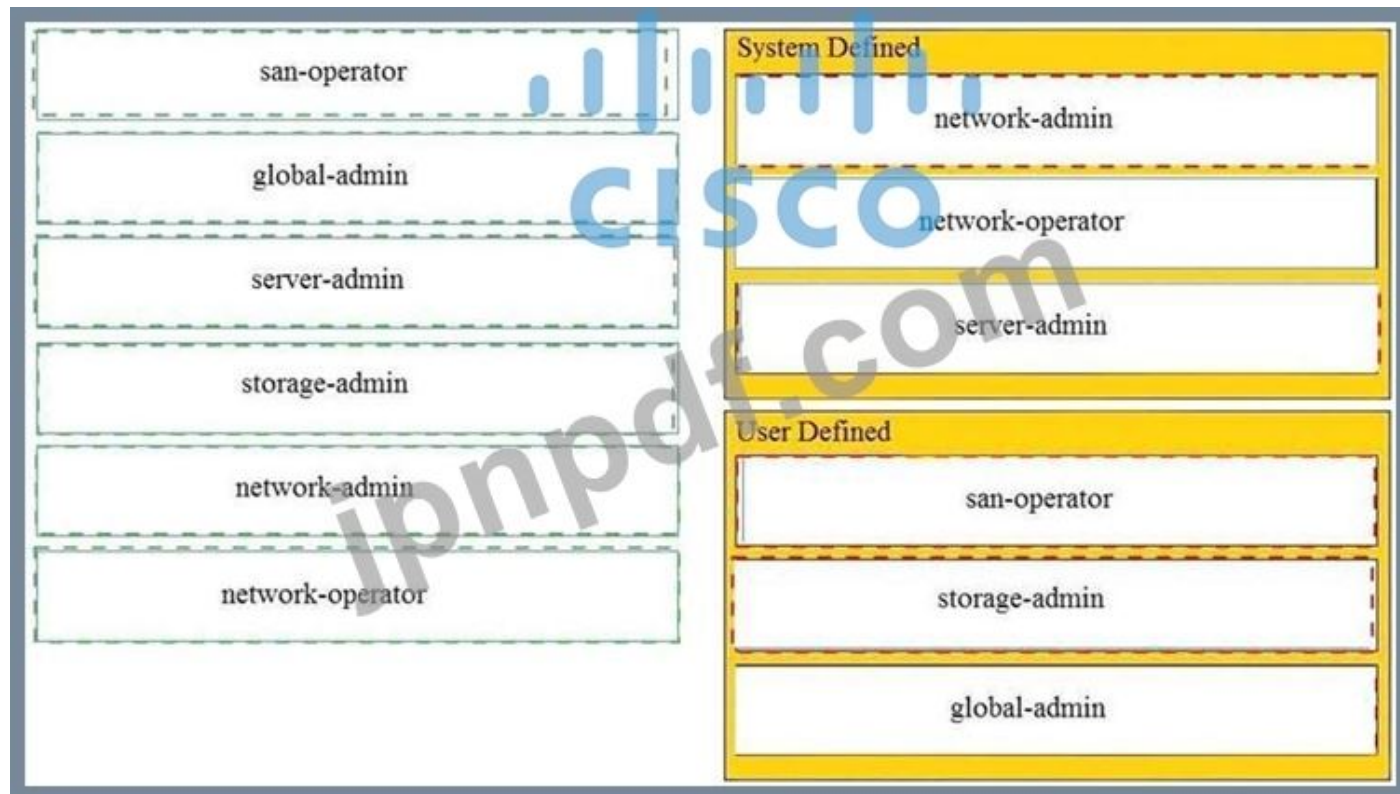 san-operator
global-admin
server-admin
storage-admin
network-admin
network-operator
System Defined
network-admin
network-operator
server-admin
User Defined
san-operator
storage-admin
global-admin
CISCO
jpnpdf.com